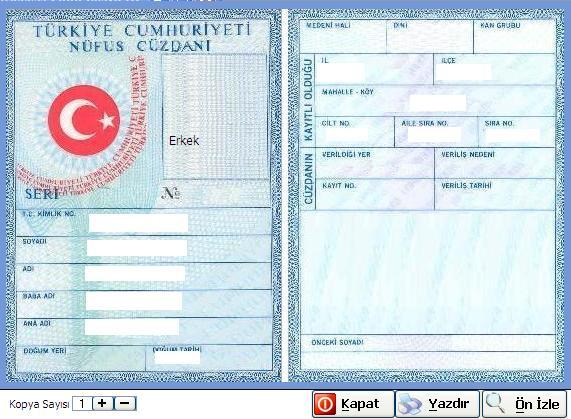 TÜRKİYE CUMHURİYETİ
NÜFUS CÜZDANI
Erkek
SERİ
№
T.C. KİMLİK NO.
SOYADI
ADI
BABA ADI
ANA ADI
DOĞUM YERİ
DOĞUM TARİHİ
MEDENİ HALİ
DİNİ
KAN GRUBU
KAYITLI OLDUĞU
İL
İLÇE
MAHALLE - KÖY
CİLT NO.
AİLE SIRA NO.
SIRA NO.
CÜZDANIN
VERİLDİĞİ YER
VERİLİŞ NEDENİ
KAYIT NO.
VERİLİŞ TARİHİ
ÖNCEKİ SOYADI
Kopya Sayısı 1 + −
Kapat
Yazdır
Ön İzle